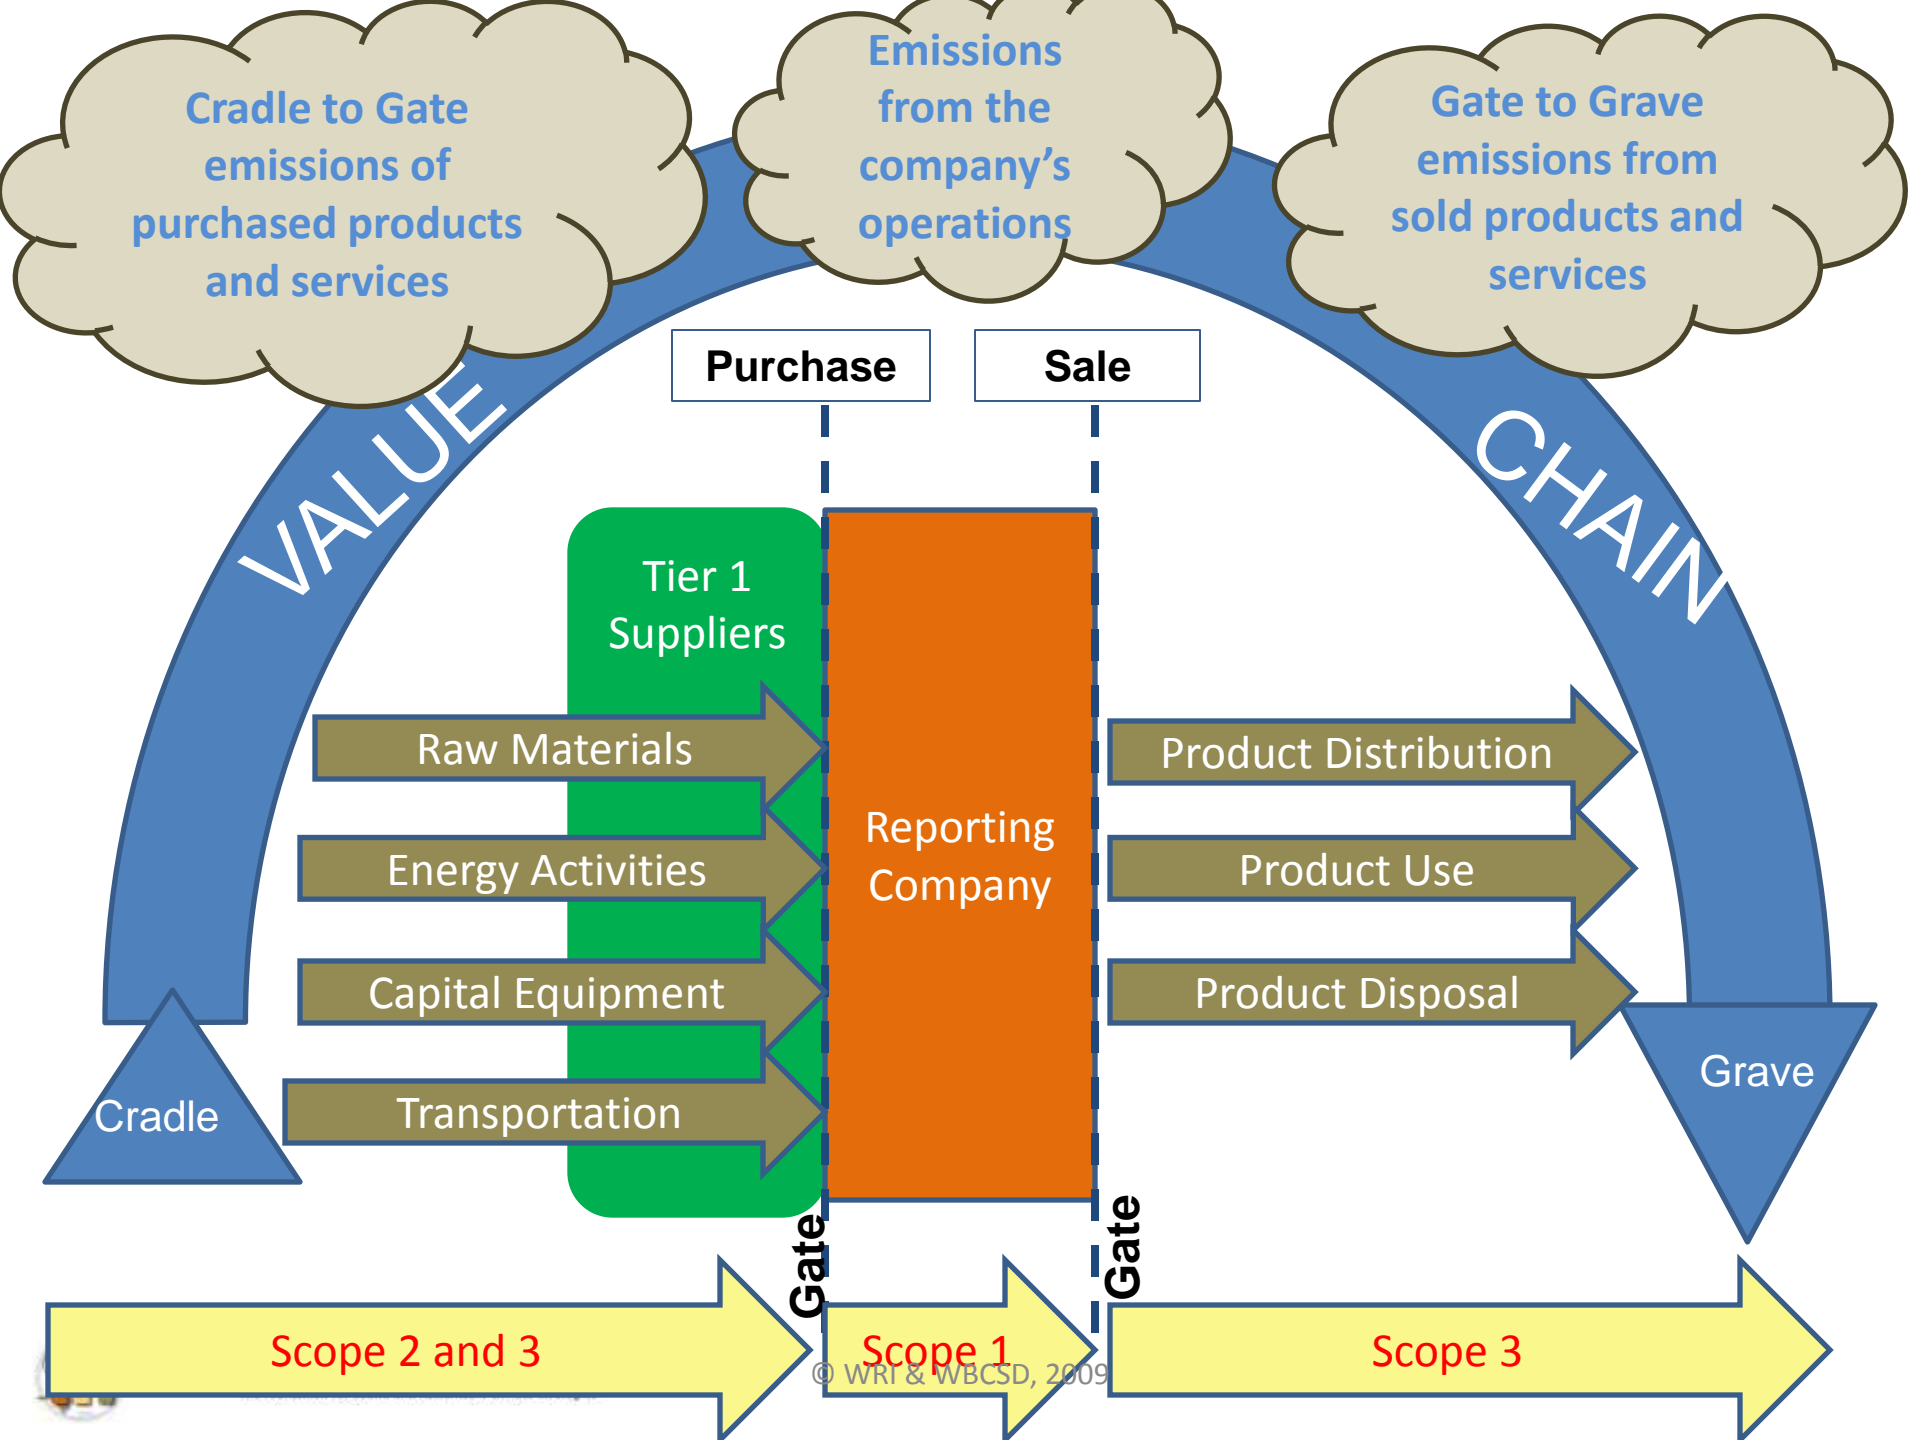 Cradle to Gate
emissions of
purchased products
and services
Emissions
from the
company's
operations
Gate to Grave
emissions from
sold products and
services
VALUE
CHAIN
Purchase
Sale
Tier 1
Suppliers
Raw Materials
Energy Activities
Capital Equipment
Transportation
Reporting
Company
Product Distribution
Product Use
Product Disposal
Cradle
Grave
Gate
Gate
Scope 2 and 3
Scope 1
Scope 3
© WRI & WBCSD, 2009